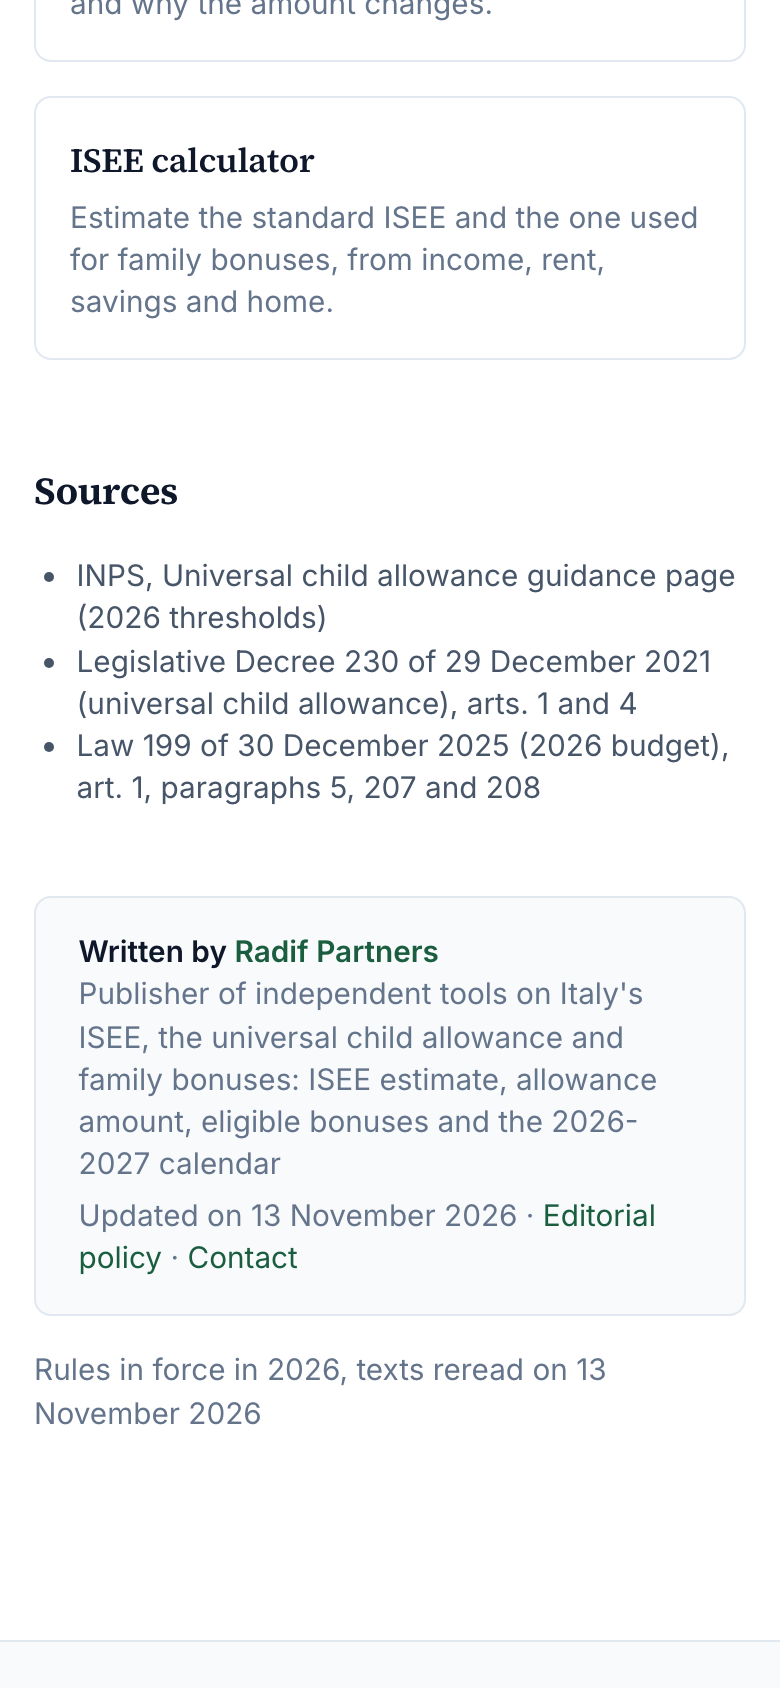 and why the amount changes.
ISEE calculator
Estimate the standard ISEE and the one used
for family bonuses, from income, rent,
savings and home.
Sources
• INPS, Universal child allowance guidance page
(2026 thresholds)
• Legislative Decree 230 of 29 December 2021
(universal child allowance), arts. 1 and 4
• Law 199 of 30 December 2025 (2026 budget),
art. 1, paragraphs 5, 207 and 208
Written by Radif Partners
Publisher of independent tools on Italy's
ISEE, the universal child allowance and
family bonuses: ISEE estimate, allowance
amount, eligible bonuses and the 2026-
2027 calendar
Updated on 13 November 2026 · Editorial
policy · Contact
Rules in force in 2026, texts reread on 13
November 2026